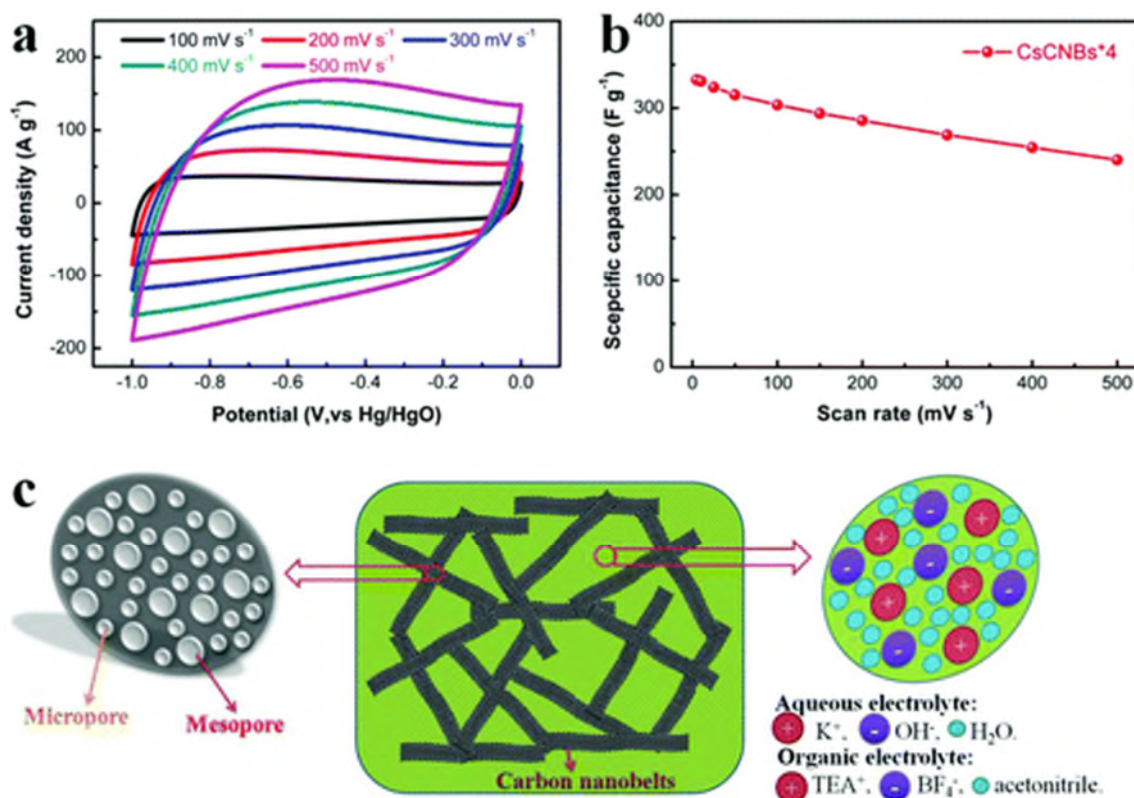 a
100 mV s⁻¹ 200 mV s⁻¹ 300 mV s⁻¹
400 mV s⁻¹ 500 mV s⁻¹
200
100
0
-100
-200
Current density (A g⁻¹)
-1.0 -0.8 -0.6 -0.4 -0.2 0.0
Potential (V,vs Hg/HgO)
b
CsCNBs*4
400
300
200
100
0
Scepcific capacitance (F g⁻¹)
0 100 200 300 400 500
Scan rate (mV s⁻¹)
c
Micropore
Mesopore
Carbon nanobelts
+ + + +
- - - - -
Aqueous electrolyte:
+ K⁺, - OH⁻, H₂O.
Organic electrolyte:
+ TEA⁺, - BF₄⁻, acetonitrile.